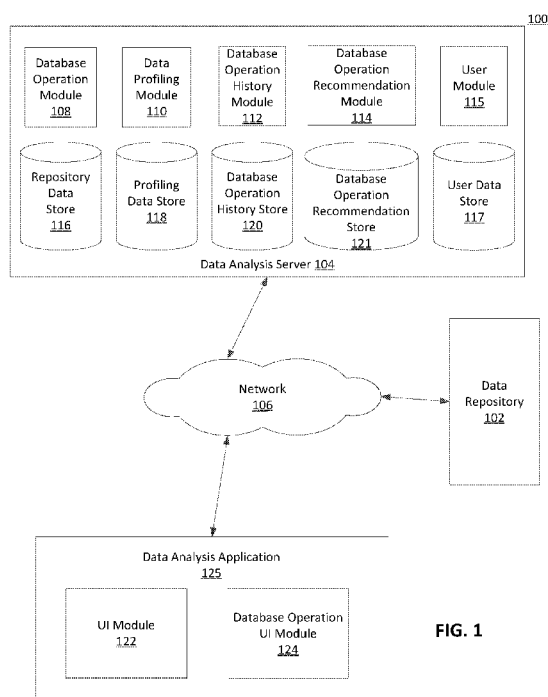 100
Database
Operation
Module
108
Data
Profiling
Module
110
Database
Operation
History
Module
112
Database
Operation
Recommendation
Module
114
User
Module
115
Repository
Data
Store
116
Profiling
Data Store
118
Database
Operation
History Store
120
Database
Operation
Recommendation
Store
121
User Data
Store
117
Data Analysis Server 104
Network
106
Data
Repository
102
Data Analysis Application
125
UI Module
122
Database Operation
UI Module
124
FIG. 1